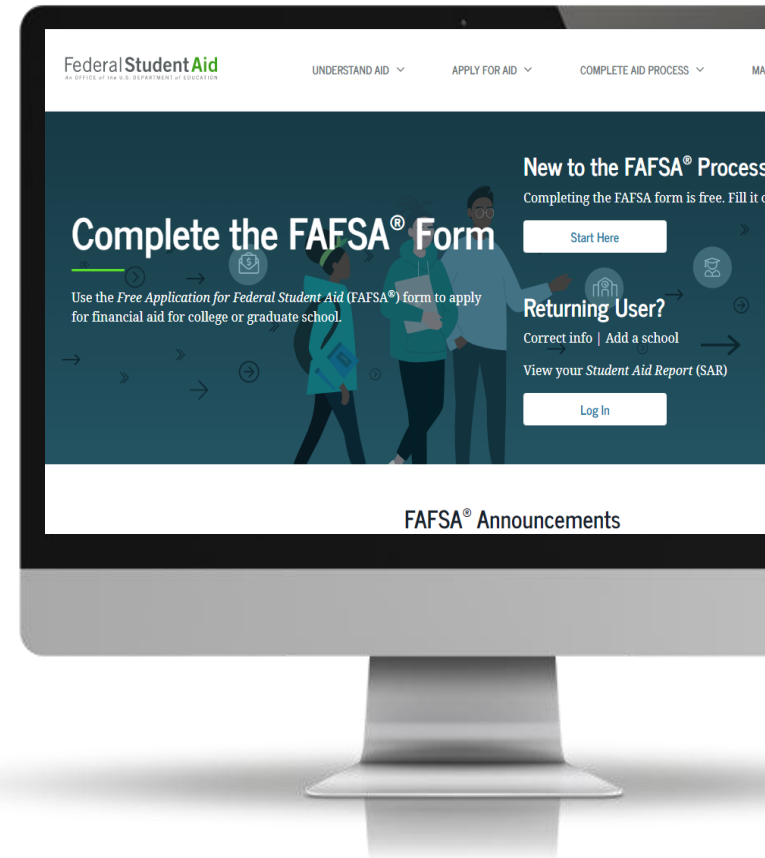 Federal Student Aid
An OFFICE of the U.S. DEPARTMENT of EDUCATION
UNDERSTAND AID
APPLY FOR AID
COMPLETE AID PROCESS
MA
Complete the FAFSA® Form
Use the Free Application for Federal Student Aid (FAFSA®) form to apply
for financial aid for college or graduate school.
New to the FAFSA® Process
Completing the FAFSA form is free. Fill it o
Start Here
Returning User?
Correct info | Add a school
View your Student Aid Report (SAR)
Log In
FAFSA® Announcements